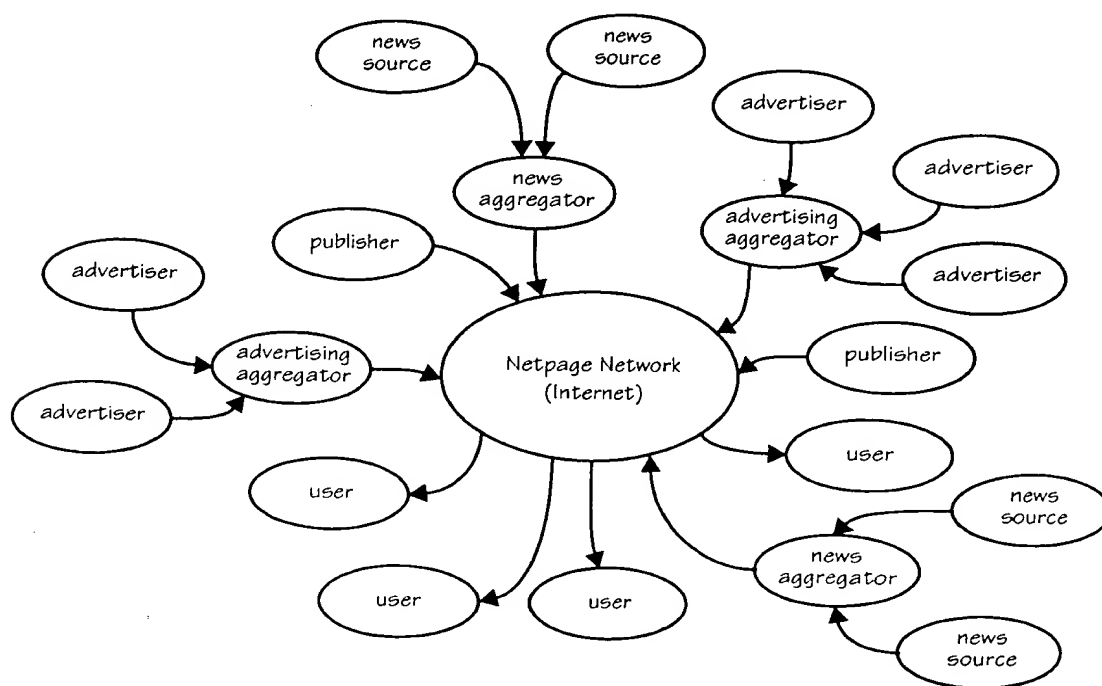 news
source
news
source
advertiser
advertiser
news
aggregator
advertising
aggregator
publisher
advertiser
advertiser
advertising
aggregator
Netpage Network
(Internet)
publisher
advertiser
user
user
news
source
news
aggregator
user
user
news
source